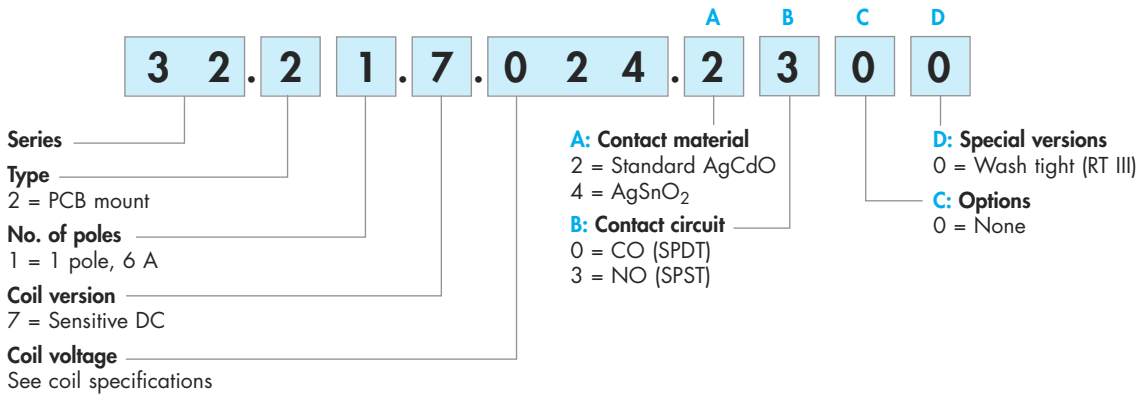 A B C D
3 2 . 2 1 . 7 . 0 2 4 . 2 3 0 0
Series
Type
2 = PCB mount
No. of poles
1 = 1 pole, 6 A
Coil version
7 = Sensitive DC
Coil voltage
See coil specifications
A: Contact material
2 = Standard AgCdO
4 = AgSnO₂
B: Contact circuit
0 = CO (SPDT)
3 = NO (SPST)
D: Special versions
0 = Wash tight (RT III)
C: Options
0 = None